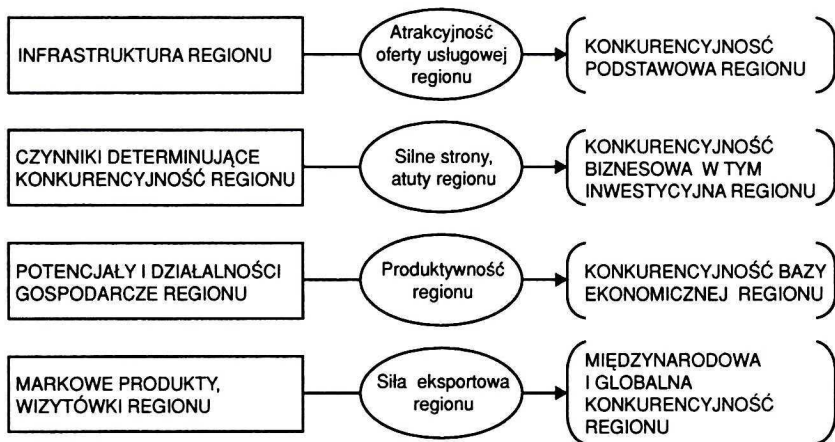 INFRASTRUKTURA REGIONU
Atrakcyjność
oferty usługowej
regionu
KONKURENCYJNOSĆ
PODSTAWOWA REGIONU
CZYNNIKI DETERMINUJĄCE
KONKURENCYJNOŚĆ REGIONU
Silne strony,
atuty regionu
KONKURENCYJNOŚĆ
BIZNESOWA W TYM
INWESTYCYJNA REGIONU
POTENCJAŁY I DZIAŁALNOŚCI
GOSPODARCZE REGIONU
Produktywność
regionu
KONKURENCYJNOŚĆ BAZY
EKONOMICZNEJ REGIONU
MARKOWE PRODUKTY,
WIZYTÓWKI REGIONU
Siła eksportowa
regionu
MIĘDZYNARODOWA
I GLOBALNA
KONKURENCYJNOŚĆ
REGIONU